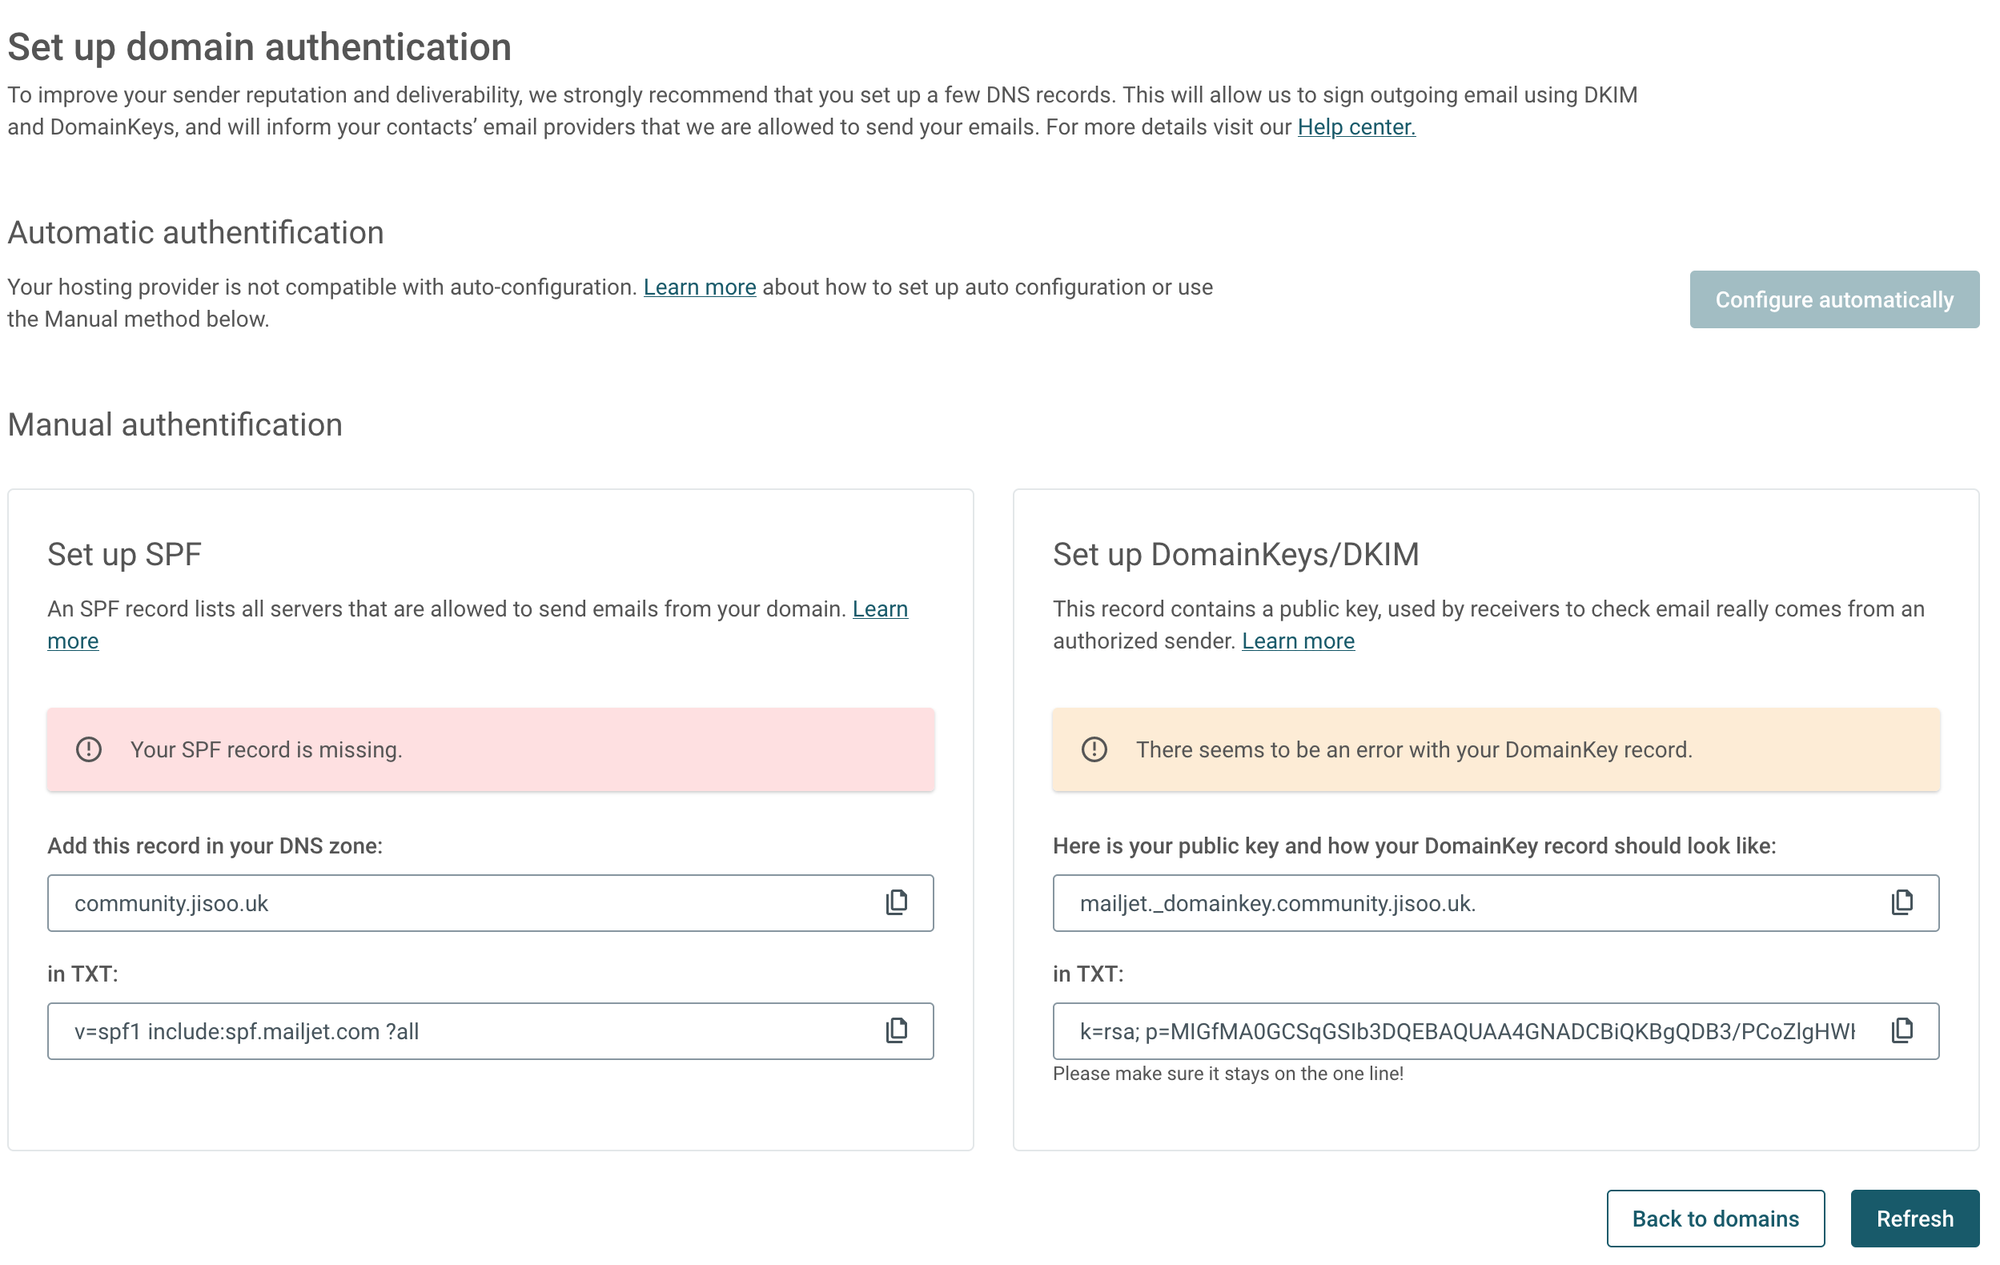 Set up domain authentication
To improve your sender reputation and deliverability, we strongly recommend that you set up a few DNS records. This will allow us to sign outgoing email using DKIM
and DomainKeys, and will inform your contacts’ email providers that we are allowed to send your emails. For more details visit our Help center.
Automatic authentification
Your hosting provider is not compatible with auto-configuration. Learn more about how to set up auto configuration or use
the Manual method below.
Configure automatically
Manual authentification
Set up SPF
An SPF record lists all servers that are allowed to send emails from your domain. Learn
more
Your SPF record is missing.
Add this record in your DNS zone:
community.jisoo.uk
in TXT:
v=spf1 include:spf.mailjet.com ?all
Set up DomainKeys/DKIM
This record contains a public key, used by receivers to check email really comes from an
authorized sender. Learn more
There seems to be an error with your DomainKey record.
Here is your public key and how your DomainKey record should look like:
mailjet._domainkey.community.jisoo.uk.
in TXT:
k=rsa; p=MIGfMA0GCSqGSIb3DQEBAQUAA4GNADCBiQKBgQDB3/PCoZlgHW
Please make sure it stays on the one line!
Back to domains
Refresh